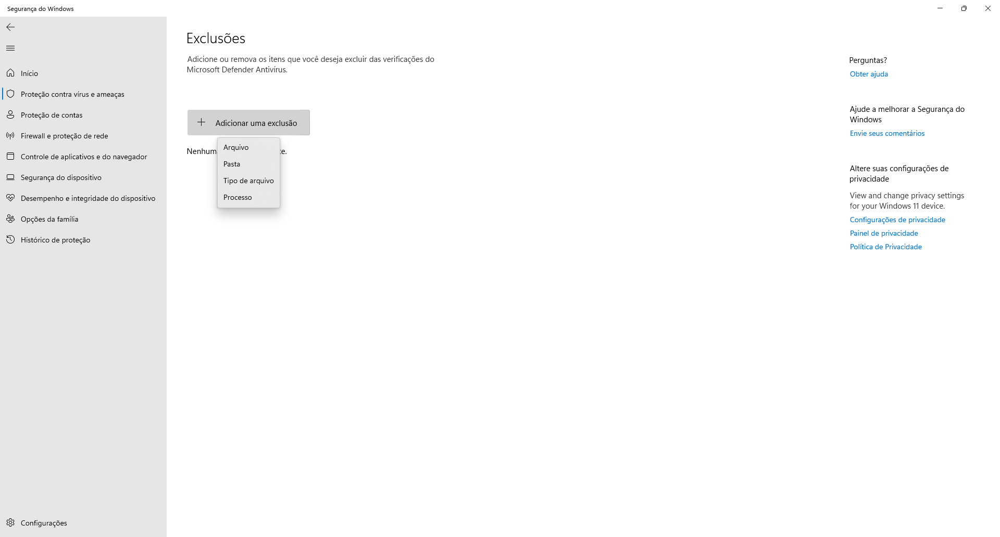 Segurança do Windows
Início
Proteção contra vírus e ameaças
Proteção de contas
Firewall e proteção de rede
Controle de aplicativos e do navegador
Segurança do dispositivo
Desempenho e integridade do dispositivo
Opções da família
Histórico de proteção
Configurações
Exclusões
Adicione ou remova os itens que você deseja excluir das verificações do
Microsoft Defender Antivírus.
Adicionar uma exclusão
Arquivo
Pasta
Tipo de arquivo
Processo
Perguntas?
Obter ajuda
Ajude a melhorar a Segurança do
Windows
Envie seus comentários
Altere suas configurações de
privacidade
View and change privacy settings
for your Windows 11 device.
Configurações de privacidade
Painel de privacidade
Política de Privacidade